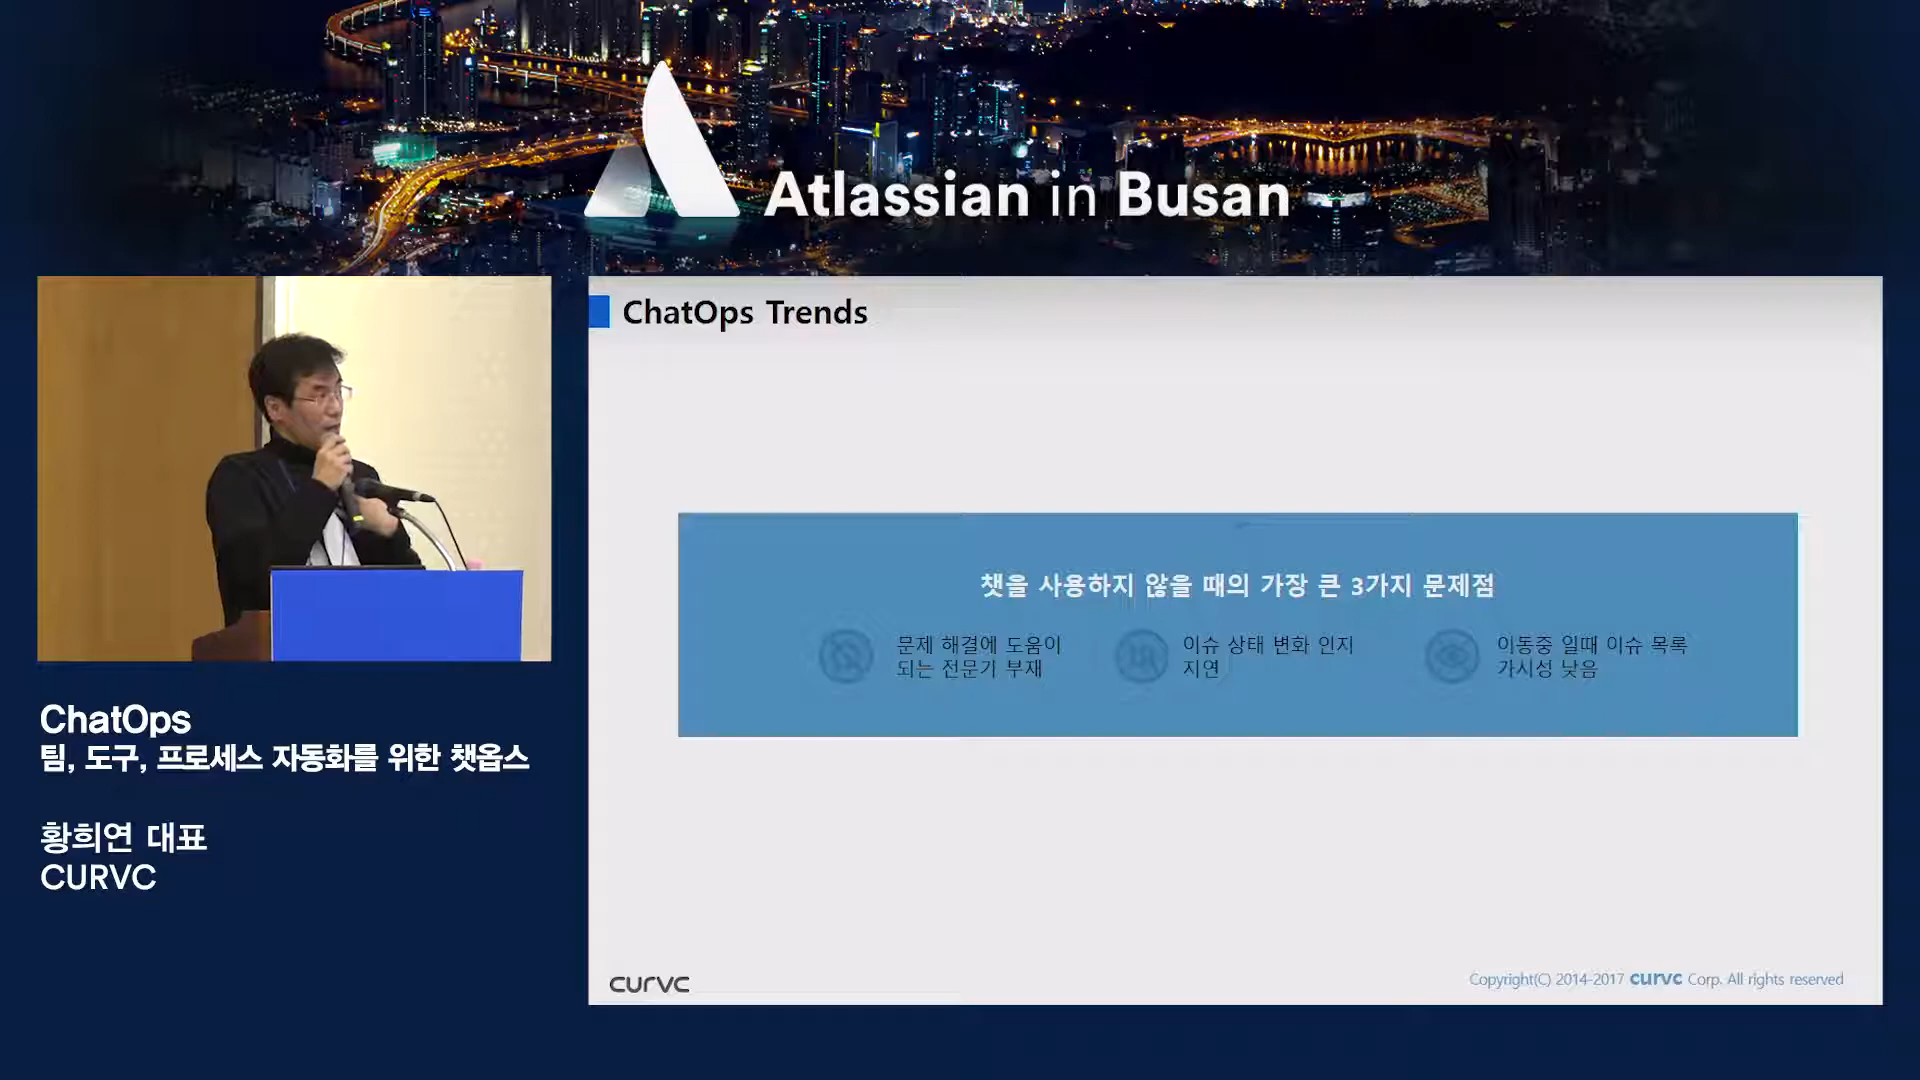 Atlassian in Busan
ChatOps Trends
챗을 사용하지 않을 때의 가장 큰 3가지 문제점
문제 해결에 도움이
되는 전문가 부재
이슈 상태 변화 인지
지연
이동중 일때 이슈 목록
가시성 낮음
ChatOps
팀, 도구, 프로세스 자동화를 위한 챗옵스
황희연 대표
CURVC
curvc
Copyright(C) 2014-2017 curvc Corp. All rights reserved